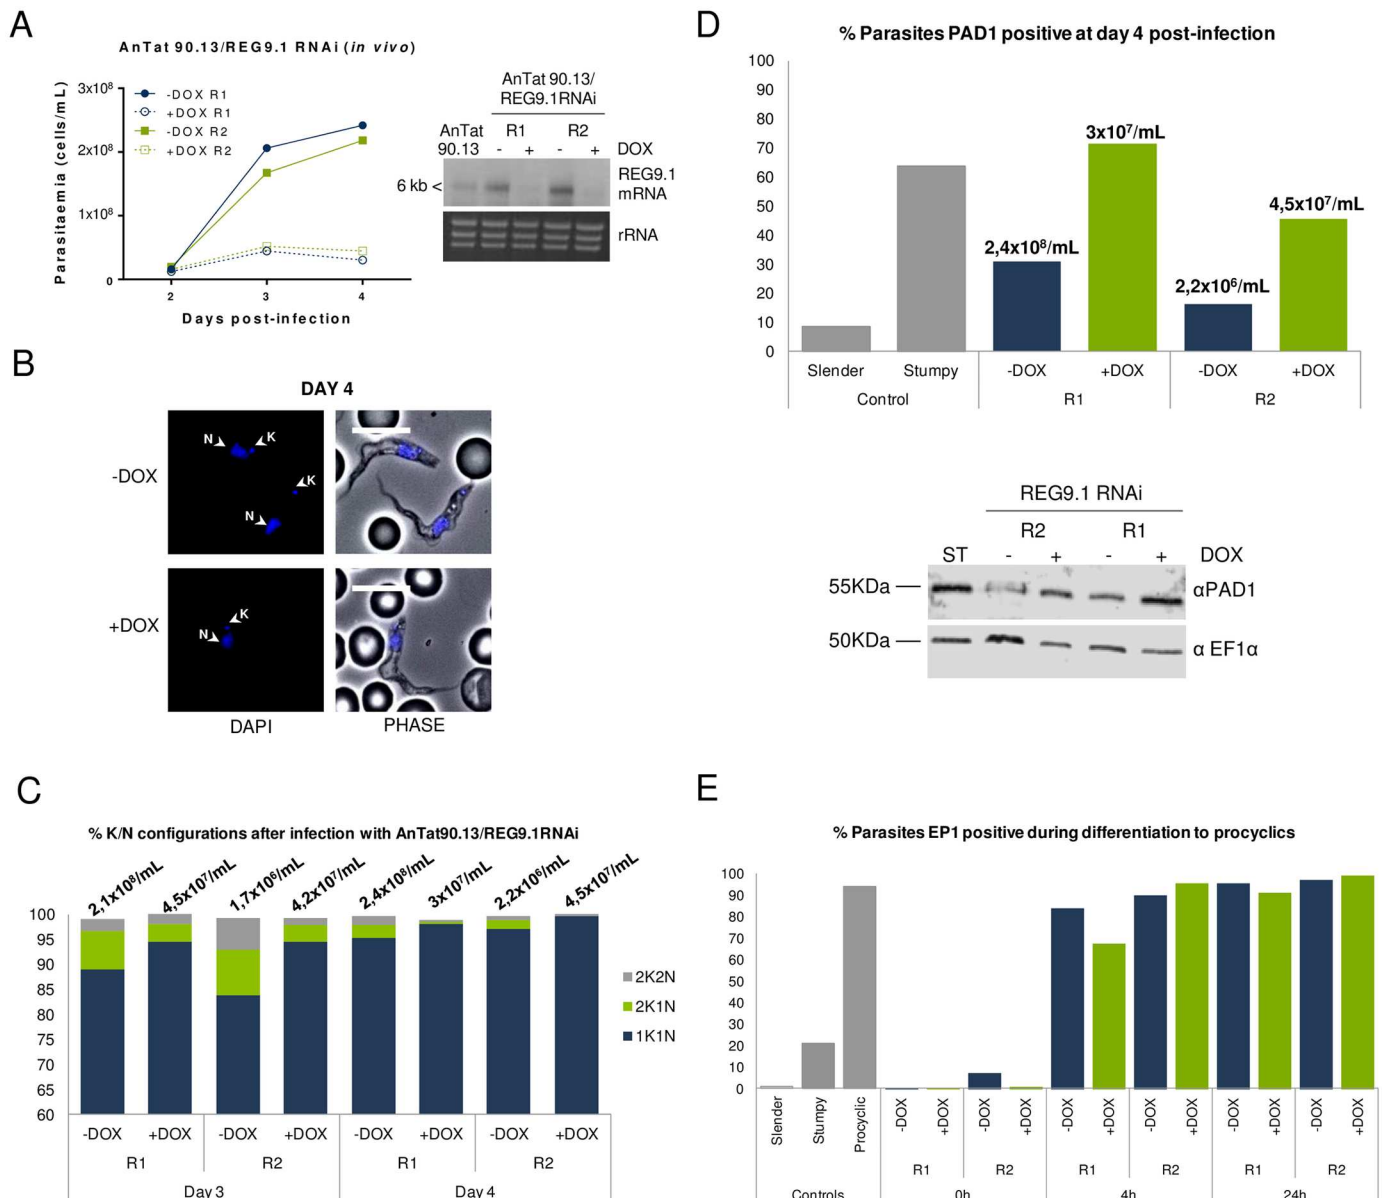 A
AnTat 90.13/REG9.1 RNAi (in vivo)
Parasitaemia (cells/mL)
3x10⁸
2x10⁸
1x10⁸
0
-DOX R1
+DOX R1
-DOX R2
+DOX R2
2 3 4
Days post-infection
AnTat 90.13/
REG9.1RNAi
AnTat R1 R2
90.13 - + - + DOX
6 kb <
REG9.1
mRNA
rRNA
B
DAY 4
-DOX
N K
K
N
+DOX
K
N
DAPI PHASE
C
% K/N configurations after infection with AnTat90.13/REG9.1RNAi
2,1x10⁸/mL 4,5x10⁷/mL 1,7x10⁶/mL 4,2x10⁷/mL 2,4x10⁸/mL 3x10⁷/mL 2,2x10⁶/mL 4,5x10⁷/mL
100
95
90
85
80
75
70
65
60
2K2N
2K1N
1K1N
-DOX +DOX -DOX +DOX -DOX +DOX -DOX +DOX
R1 R2 R1 R2
Day 3 Day 4
D
% Parasites PAD1 positive at day 4 post-infection
100
90
80
70
60
50
40
30
20
10
0
2,4x10⁸/mL
3x10⁷/mL
2,2x10⁶/mL
4,5x10⁷/mL
Slender Stumpy -DOX +DOX -DOX +DOX
Control R1 R2
REG9.1 RNAi
R2 R1
ST - + - + DOX
55KDa
αPAD1
50KDa
α EF1α
E
% Parasites EP1 positive during differentiation to procyclics
100
90
80
70
60
50
40
30
20
10
0
Slender Stumpy Procyclic -DOX +DOX -DOX +DOX -DOX +DOX -DOX +DOX -DOX +DOX -DOX +DOX
R1 R2 R1 R2 R1 R2
Controls 0h 4h 24h